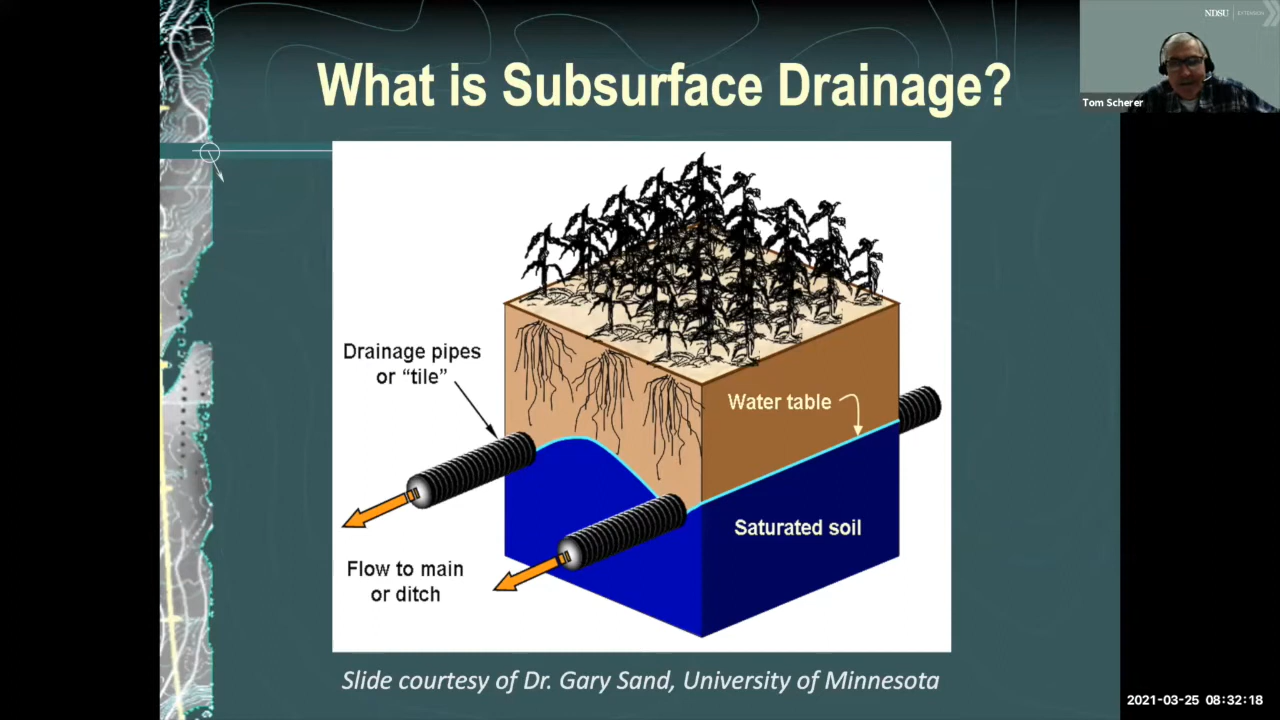 NDSU EXTENSION
What is Subsurface Drainage?
Tom Scherer
Drainage pipes
or “tile”
Water table
Saturated soil
Flow to main
or ditch
Slide courtesy of Dr. Gary Sand, University of Minnesota
2021-03-25 08:32:18